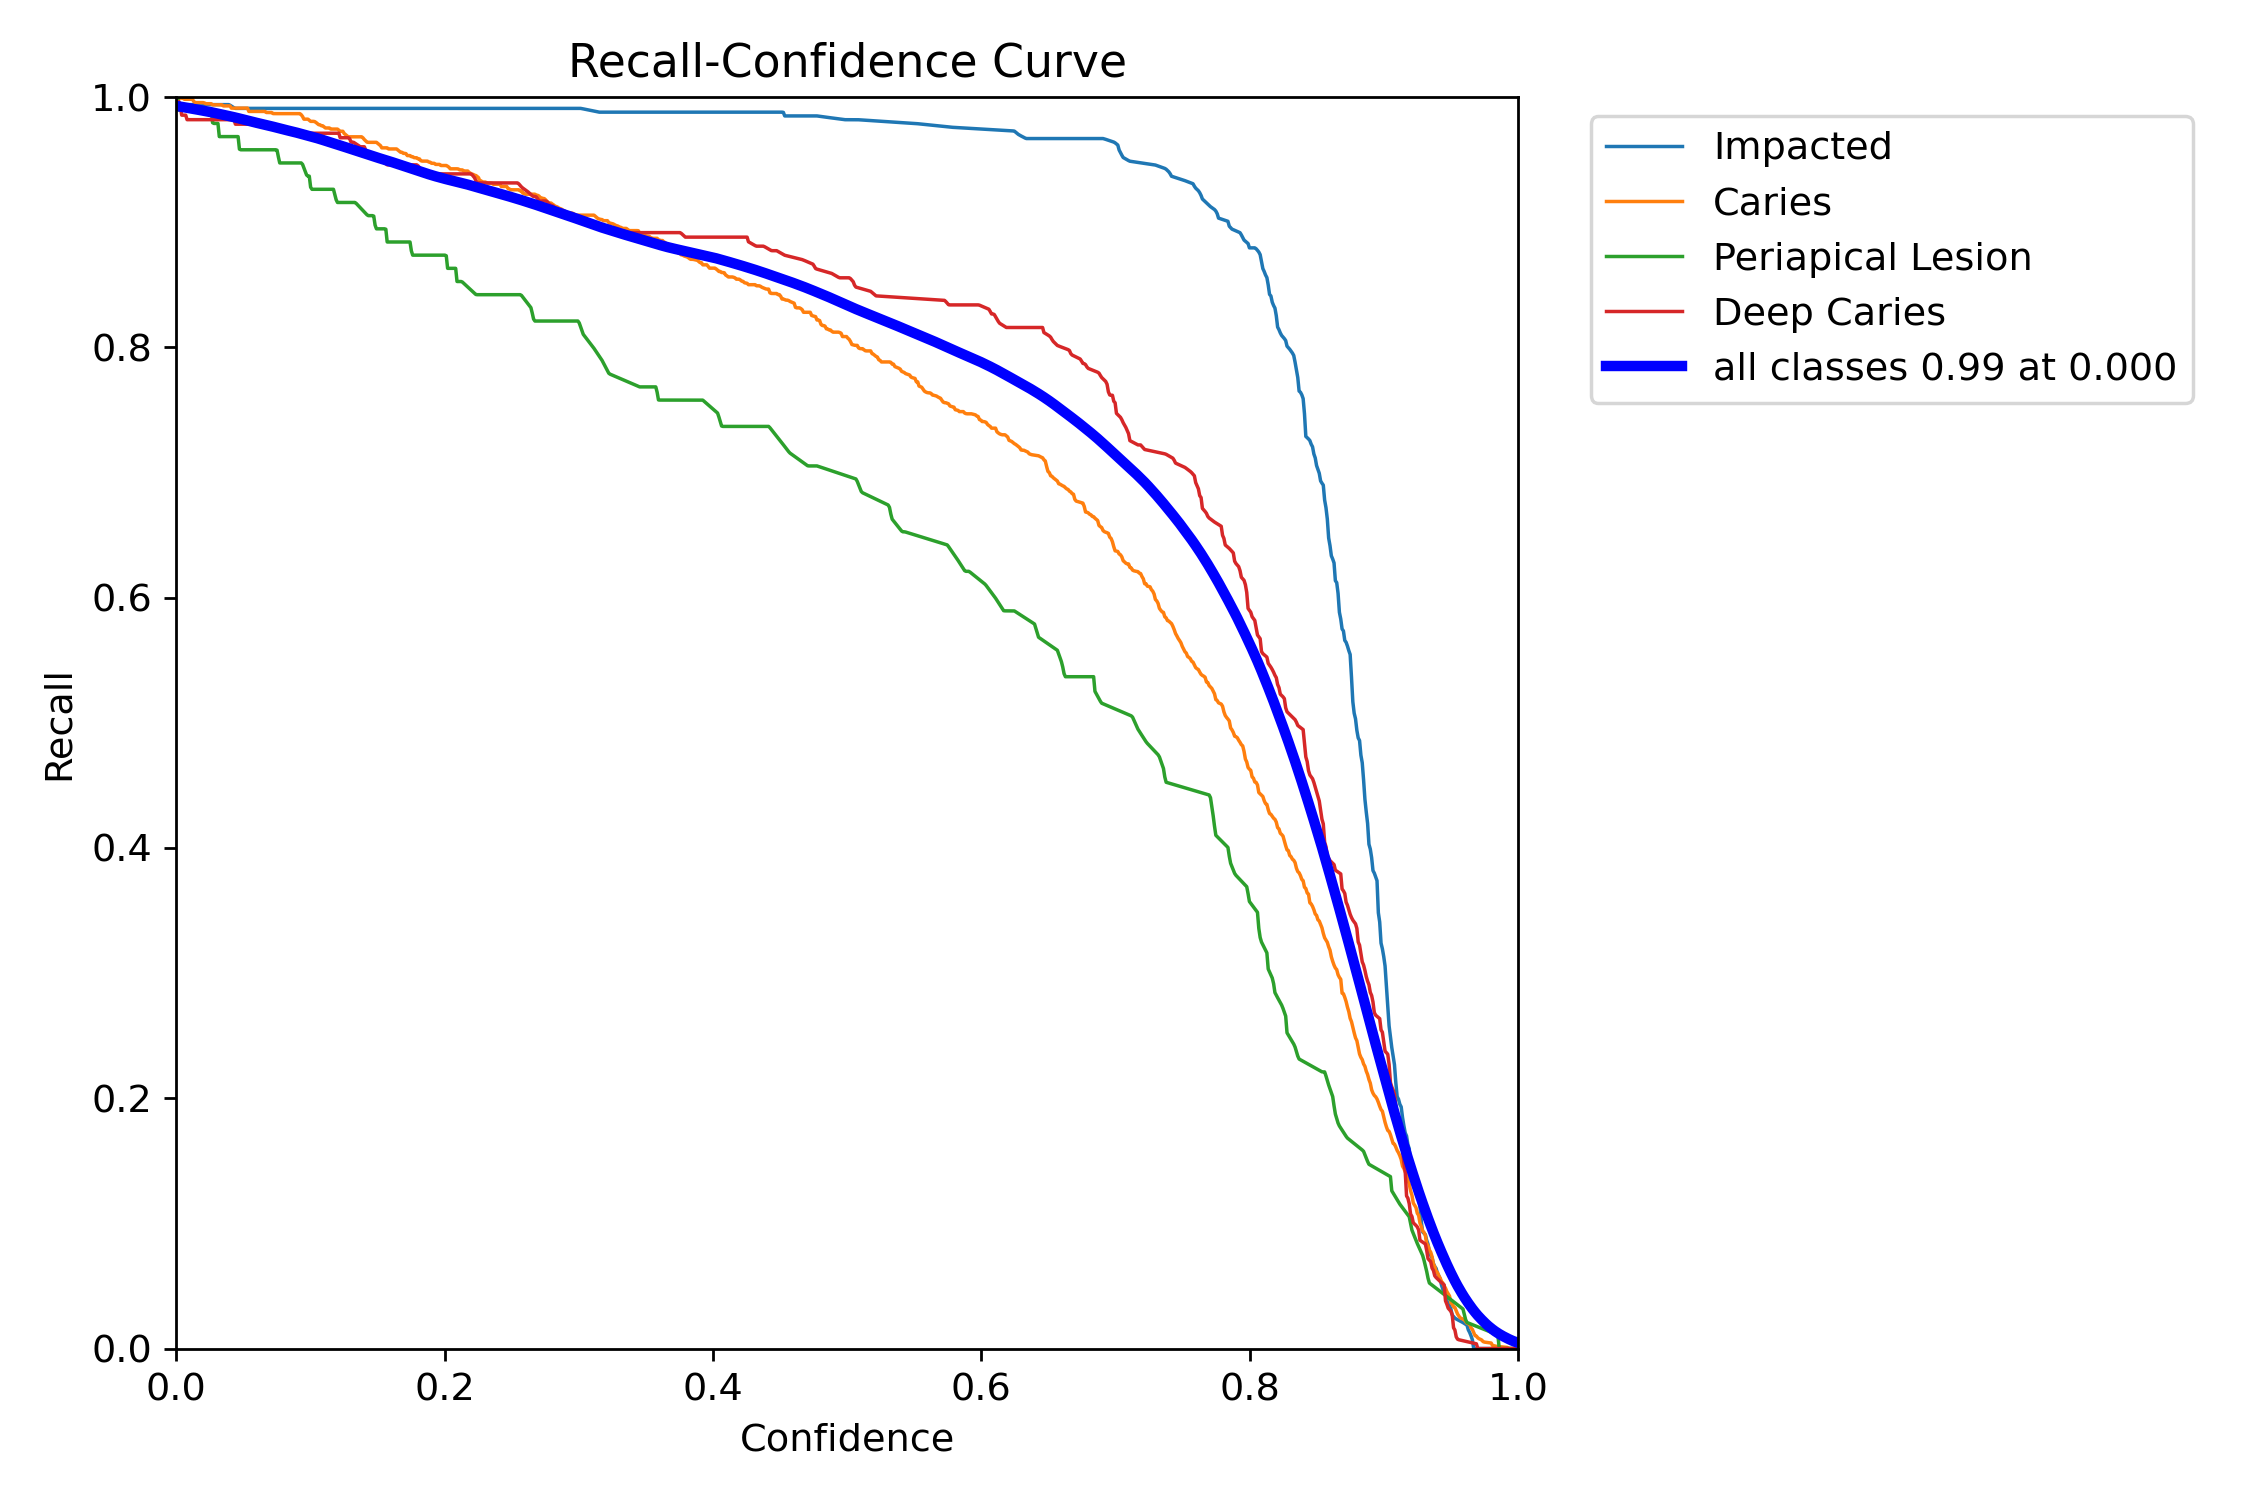 Recall-Confidence Curve
1.0
0.8
0.6
0.4
0.2
0.0
Recall
0.0 0.2 0.4 0.6 0.8 1.0
Confidence
Impacted
Caries
Periapical Lesion
Deep Caries
all classes 0.99 at 0.000